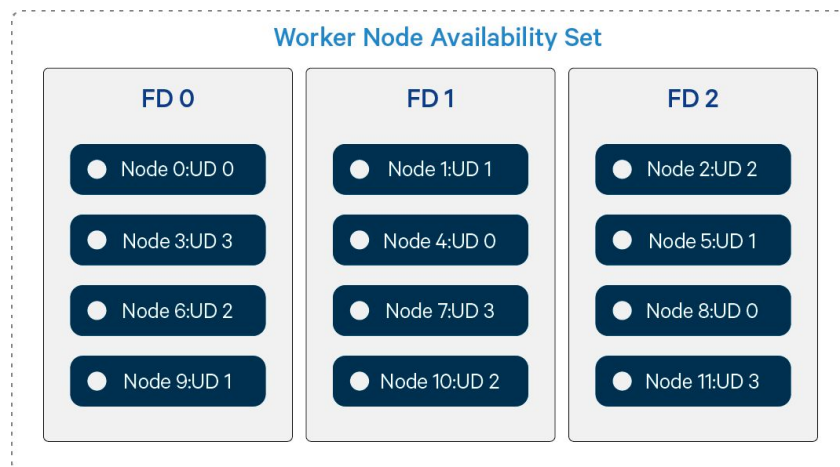 Worker Node Availability Set
FD 0
Node 0:UD 0
Node 3:UD 3
Node 6:UD 2
Node 9:UD 1
FD 1
Node 1:UD 1
Node 4:UD 0
Node 7:UD 3
Node 10:UD 2
FD 2
Node 2:UD 2
Node 5:UD 1
Node 8:UD 0
Node 11:UD 3